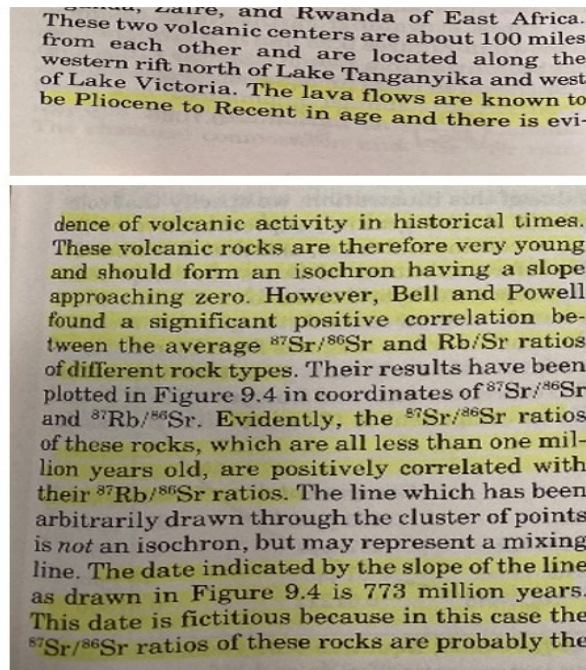 Zaire, and Rwanda of East Africa.
These two volcanic centers are about 100 miles
from each other and are located along the
western rift north of Lake Tanganyika and west
of Lake Victoria. The lava flows are known to
be Pliocene to Recent in age and there is evi-
dence of volcanic activity in historical times.
These volcanic rocks are therefore very young
and should form an isochron having a slope
approaching zero. However, Bell and Powell
found a significant positive correlation be-
tween the average ⁸⁷Sr/⁸⁶Sr and Rb/Sr ratios
of different rock types. Their results have been
plotted in Figure 9.4 in coordinates of ⁸⁷Sr/⁸⁶Sr
and ⁸⁷Rb/⁸⁶Sr. Evidently, the ⁸⁷Sr/⁸⁶Sr ratios
of these rocks, which are all less than one mil-
lion years old, are positively correlated with
their ⁸⁷Rb/⁸⁶Sr ratios. The line which has been
arbitrarily drawn through the cluster of points
is not an isochron, but may represent a mixing
line. The date indicated by the slope of the line
as drawn in Figure 9.4 is 773 million years.
This date is fictitious because in this case the
⁸⁷Sr/⁸⁶Sr ratios of these rocks are probably the